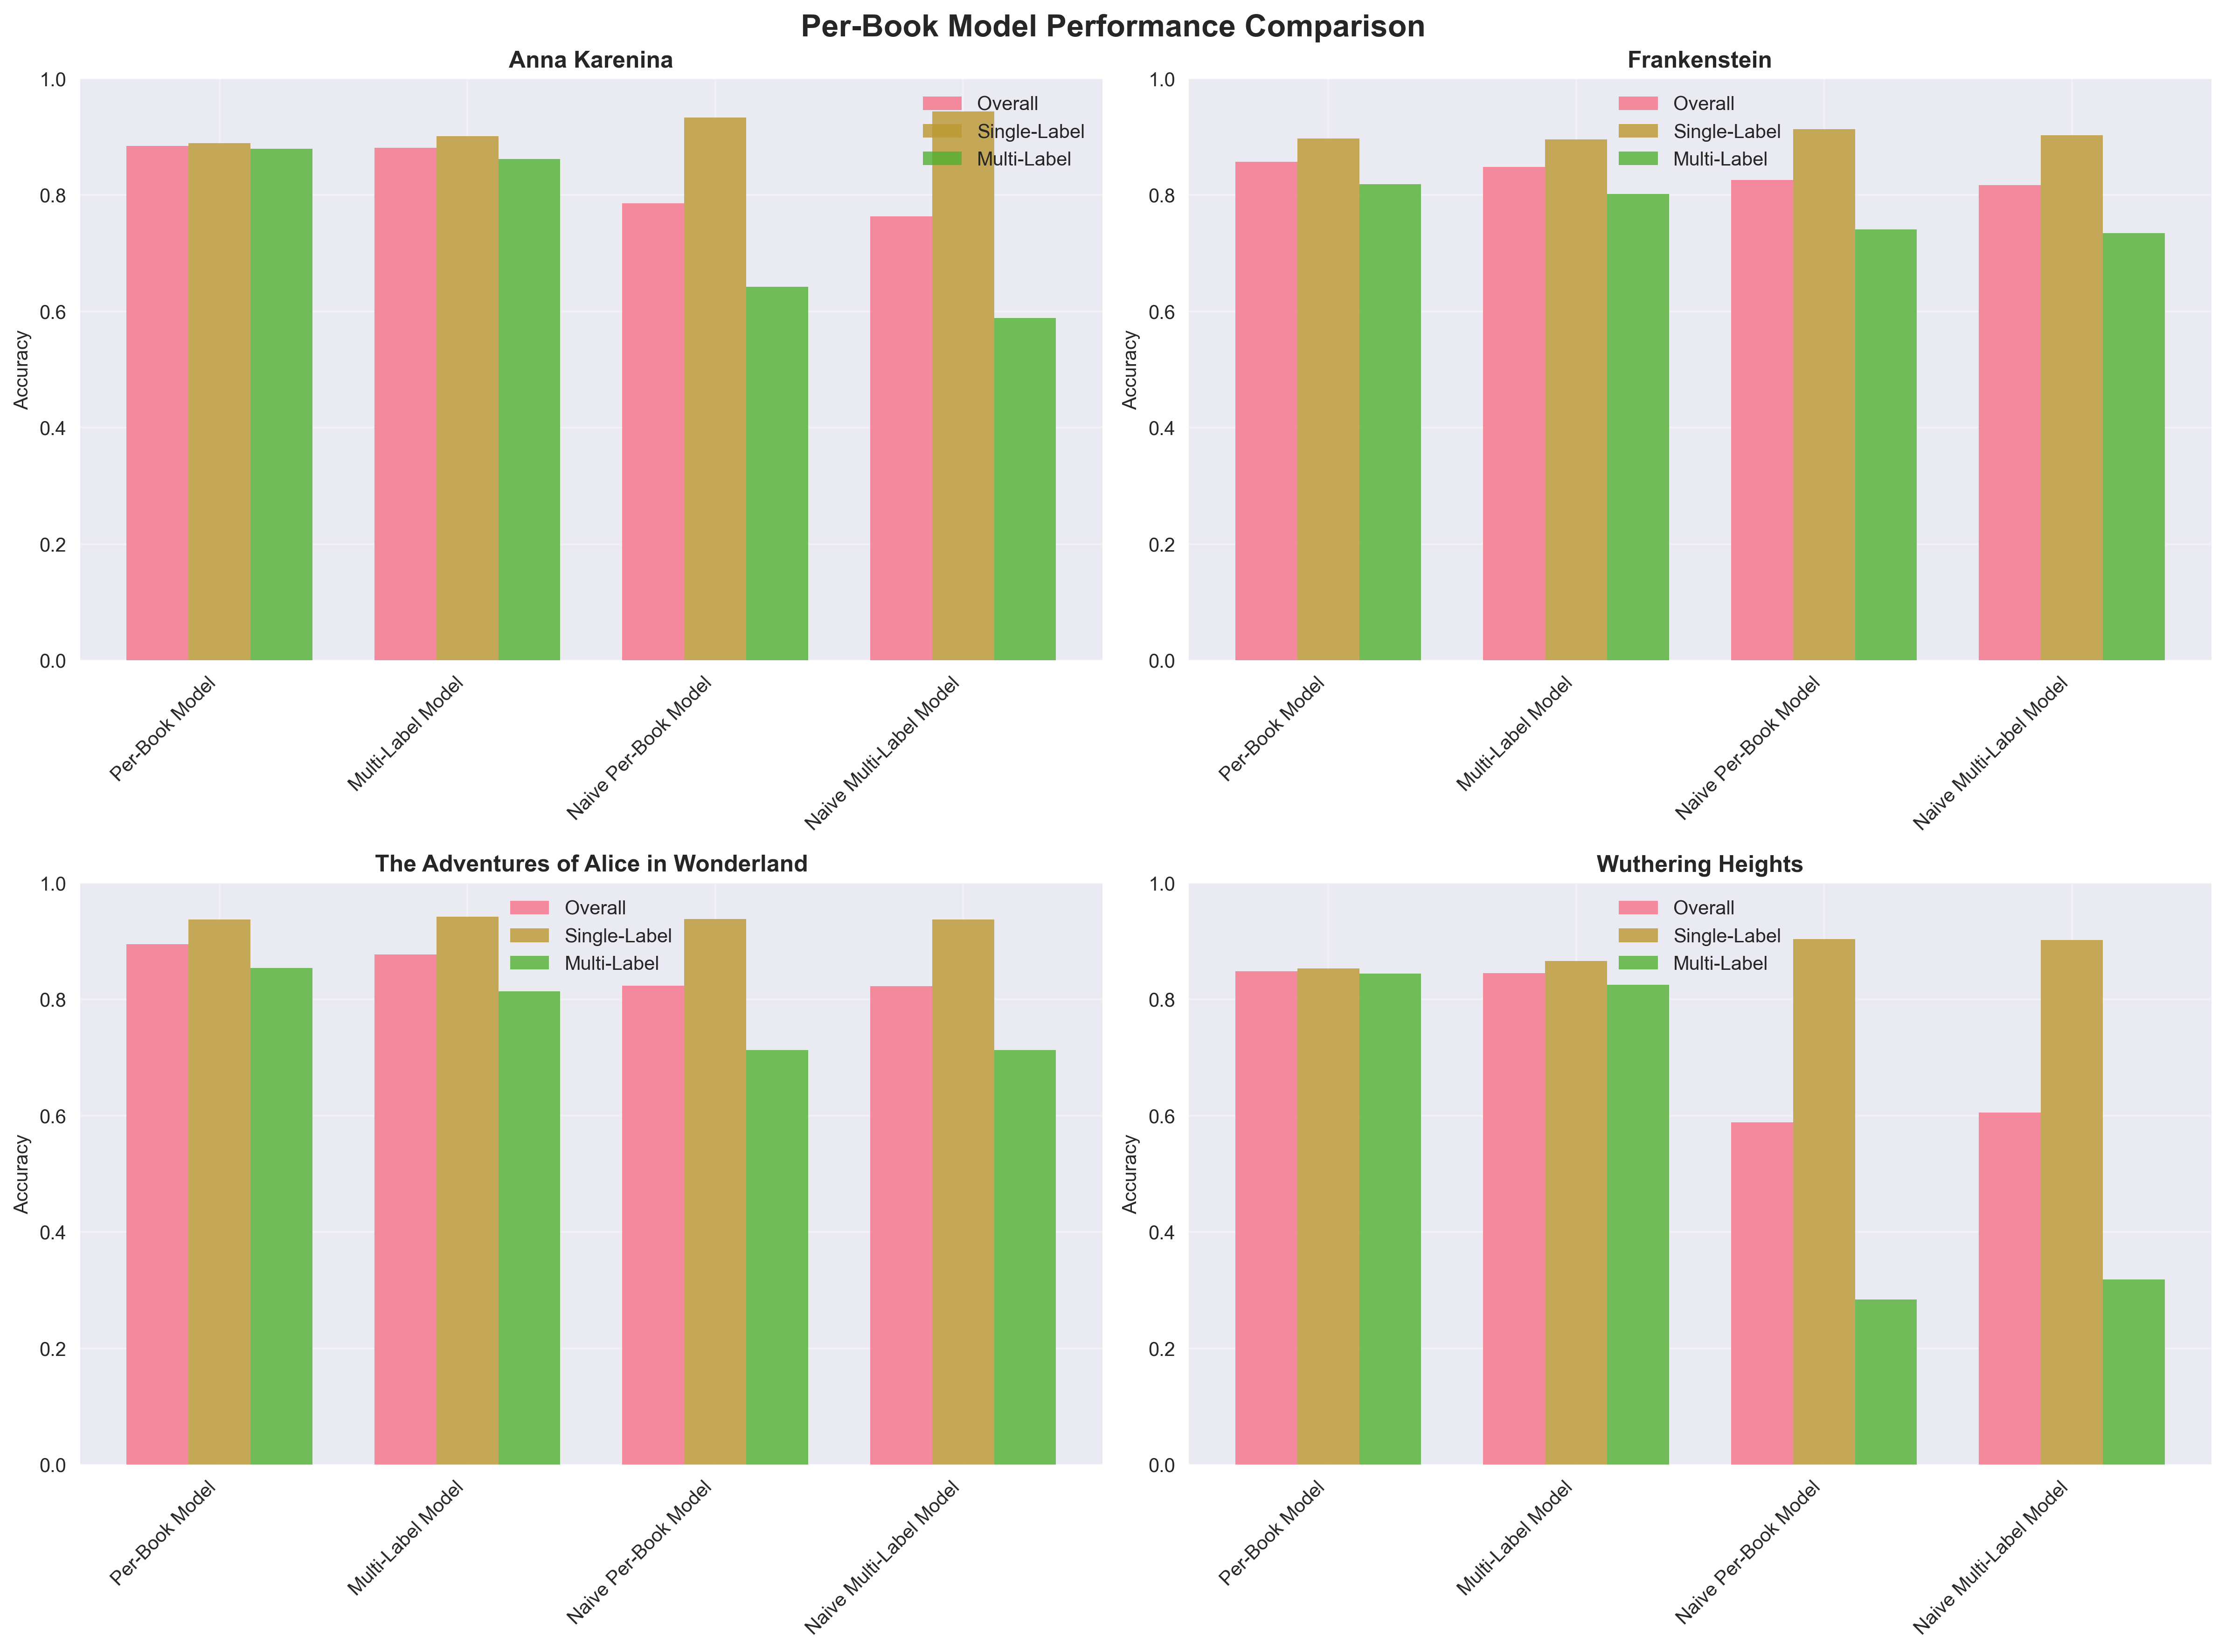 Per-Book Model Performance Comparison
Anna Karenina
1.0
0.8
0.6
0.4
0.2
0.0
Accuracy
Overall
Single-Label
Multi-Label
Per-Book Model
Multi-Label Model
Naive Per-Book Model
Naive Multi-Label Model
Frankenstein
1.0
0.8
0.6
0.4
0.2
0.0
Accuracy
Overall
Single-Label
Multi-Label
Per-Book Model
Multi-Label Model
Naive Per-Book Model
Naive Multi-Label Model
The Adventures of Alice in Wonderland
1.0
0.8
0.6
0.4
0.2
0.0
Accuracy
Overall
Single-Label
Multi-Label
Per-Book Model
Multi-Label Model
Naive Per-Book Model
Naive Multi-Label Model
Wuthering Heights
1.0
0.8
0.6
0.4
0.2
0.0
Accuracy
Overall
Single-Label
Multi-Label
Per-Book Model
Multi-Label Model
Naive Per-Book Model
Naive Multi-Label Model